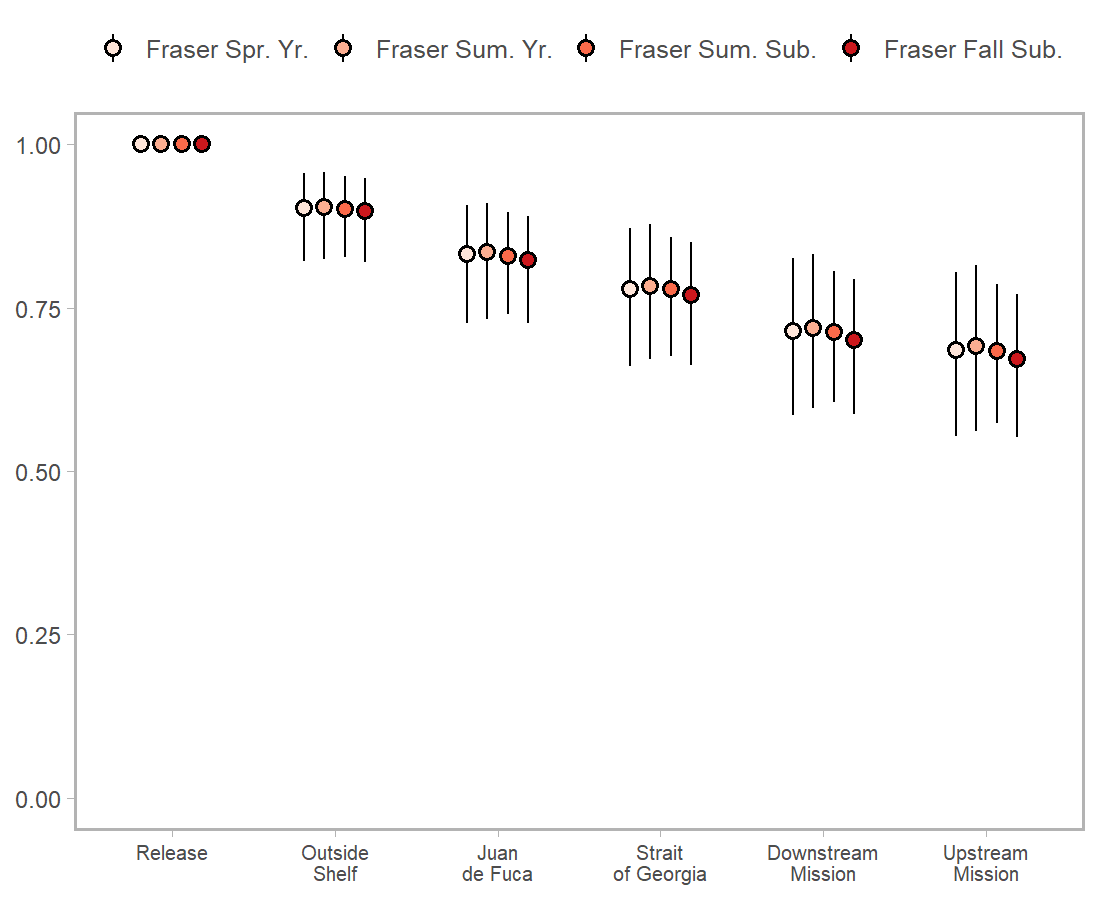 Fraser Spr. Yr. Fraser Sum. Yr. Fraser Sum. Sub. Fraser Fall Sub.
1.00
0.75
0.50
0.25
0.00
Release Outside Juan Strait Downstream Upstream
Shelf de Fuca of Georgia Mission Mission